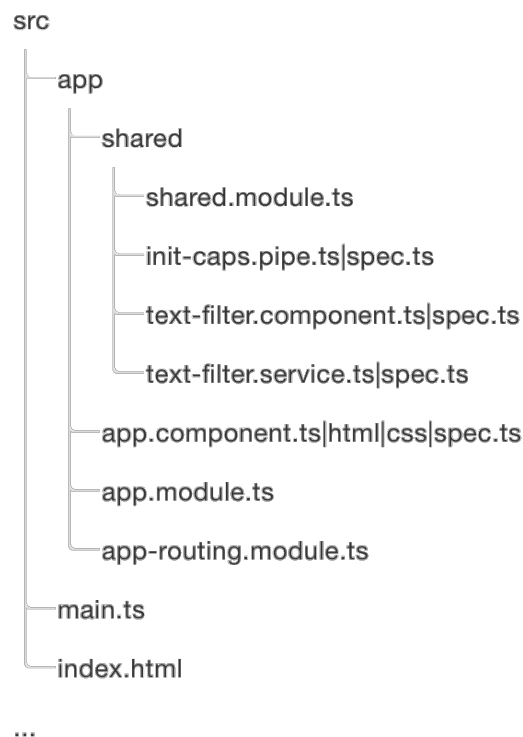 src
app
shared
shared.module.ts
init-caps.pipe.ts|spec.ts
text-filter.component.ts|spec.ts
text-filter.service.ts|spec.ts
app.component.ts|html|css|spec.ts
app.module.ts
app-routing.module.ts
main.ts
index.html
...